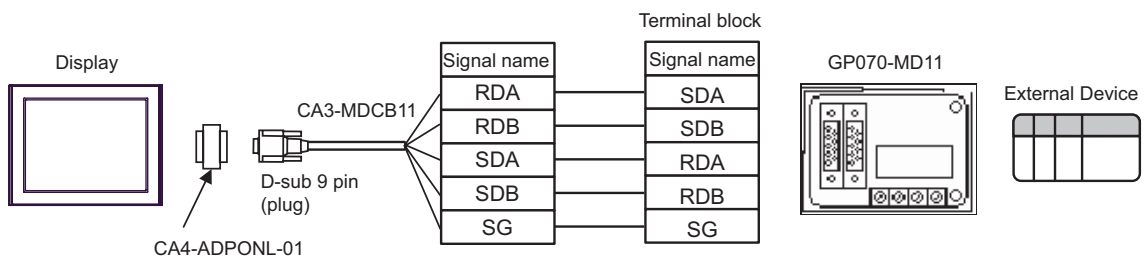 Terminal block
Display
Signal name
Signal name
GP070-MD11
External Device
CA3-MDCB11
RDA
SDA
RDB
SDB
SDA
RDA
SDB
RDB
SG
SG
D-sub 9 pin
(plug)
CA4-ADPONL-01